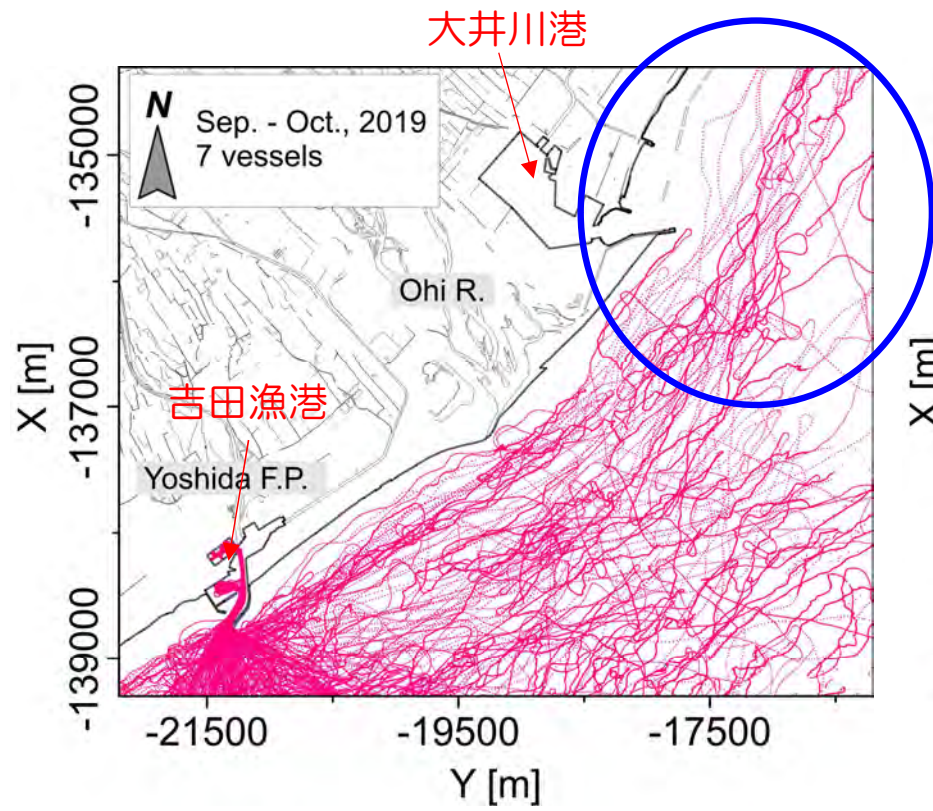 大井川港
N
Sep. - Oct., 2019
7 vessels
-135000
Ohi R.
X [m]
X [m]
-137000
吉田漁港
Yoshida F.P.
-139000
-21500
-19500
-17500
Y [m]